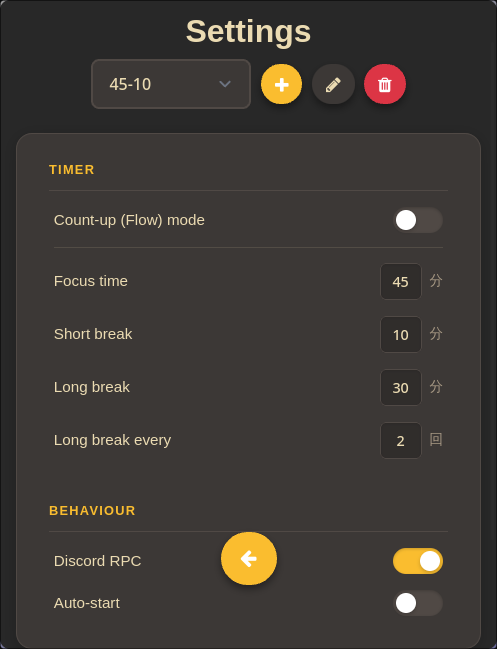 Settings
45-10
TIMER
Count-up (Flow) mode
Focus time 45 分
Short break 10 分
Long break 30 分
Long break every 2 回
BEHAVIOUR
Discord RPC
Auto-start